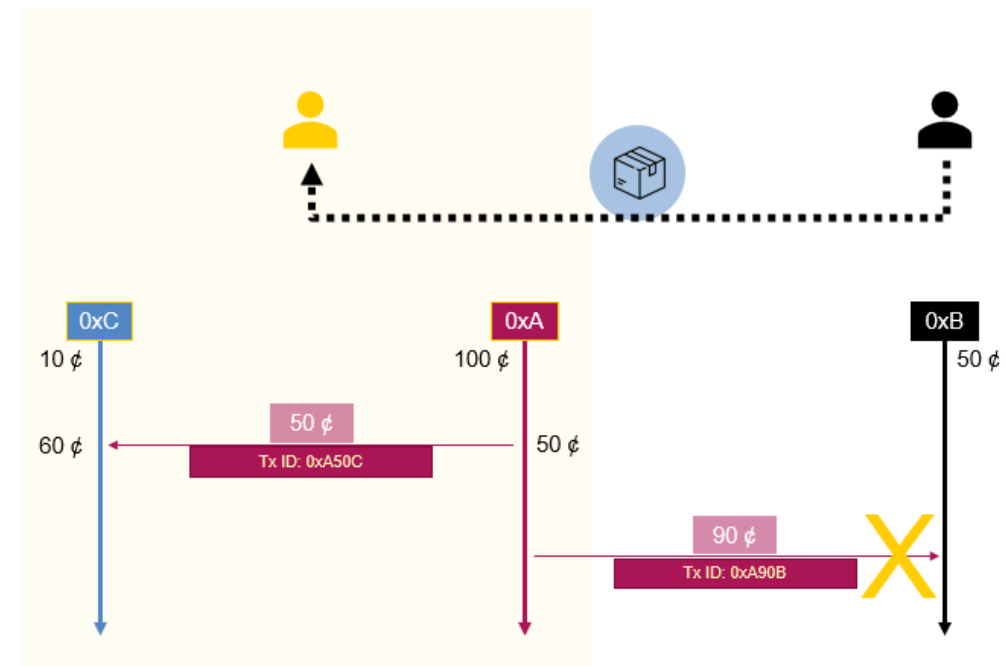 0xC
0xA
0xB
10 ¢
100 ¢
50 ¢
50 ¢
60 ¢
50 ¢
Tx ID: 0xA50C
90 ¢
X
Tx ID: 0xA90B